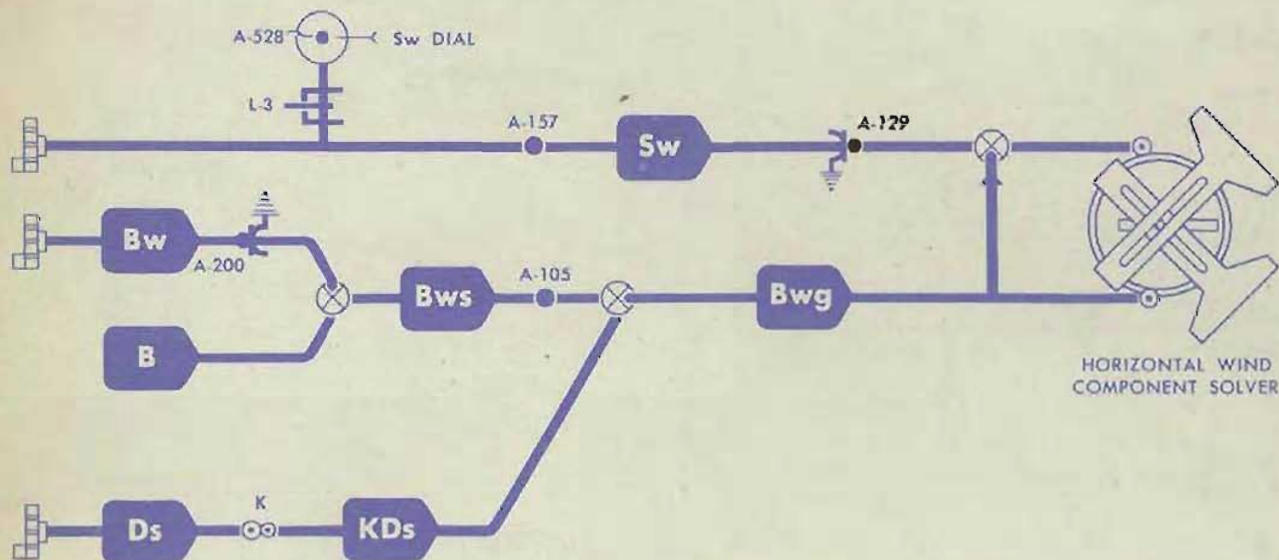 A-528
Sw DIAL
L-3
A-157
Sw
A-129
Bw
A-200
Bws
A-105
Bwg
B
HORIZONTAL WIND
COMPONENT SOLVER
Ds
K
KDs